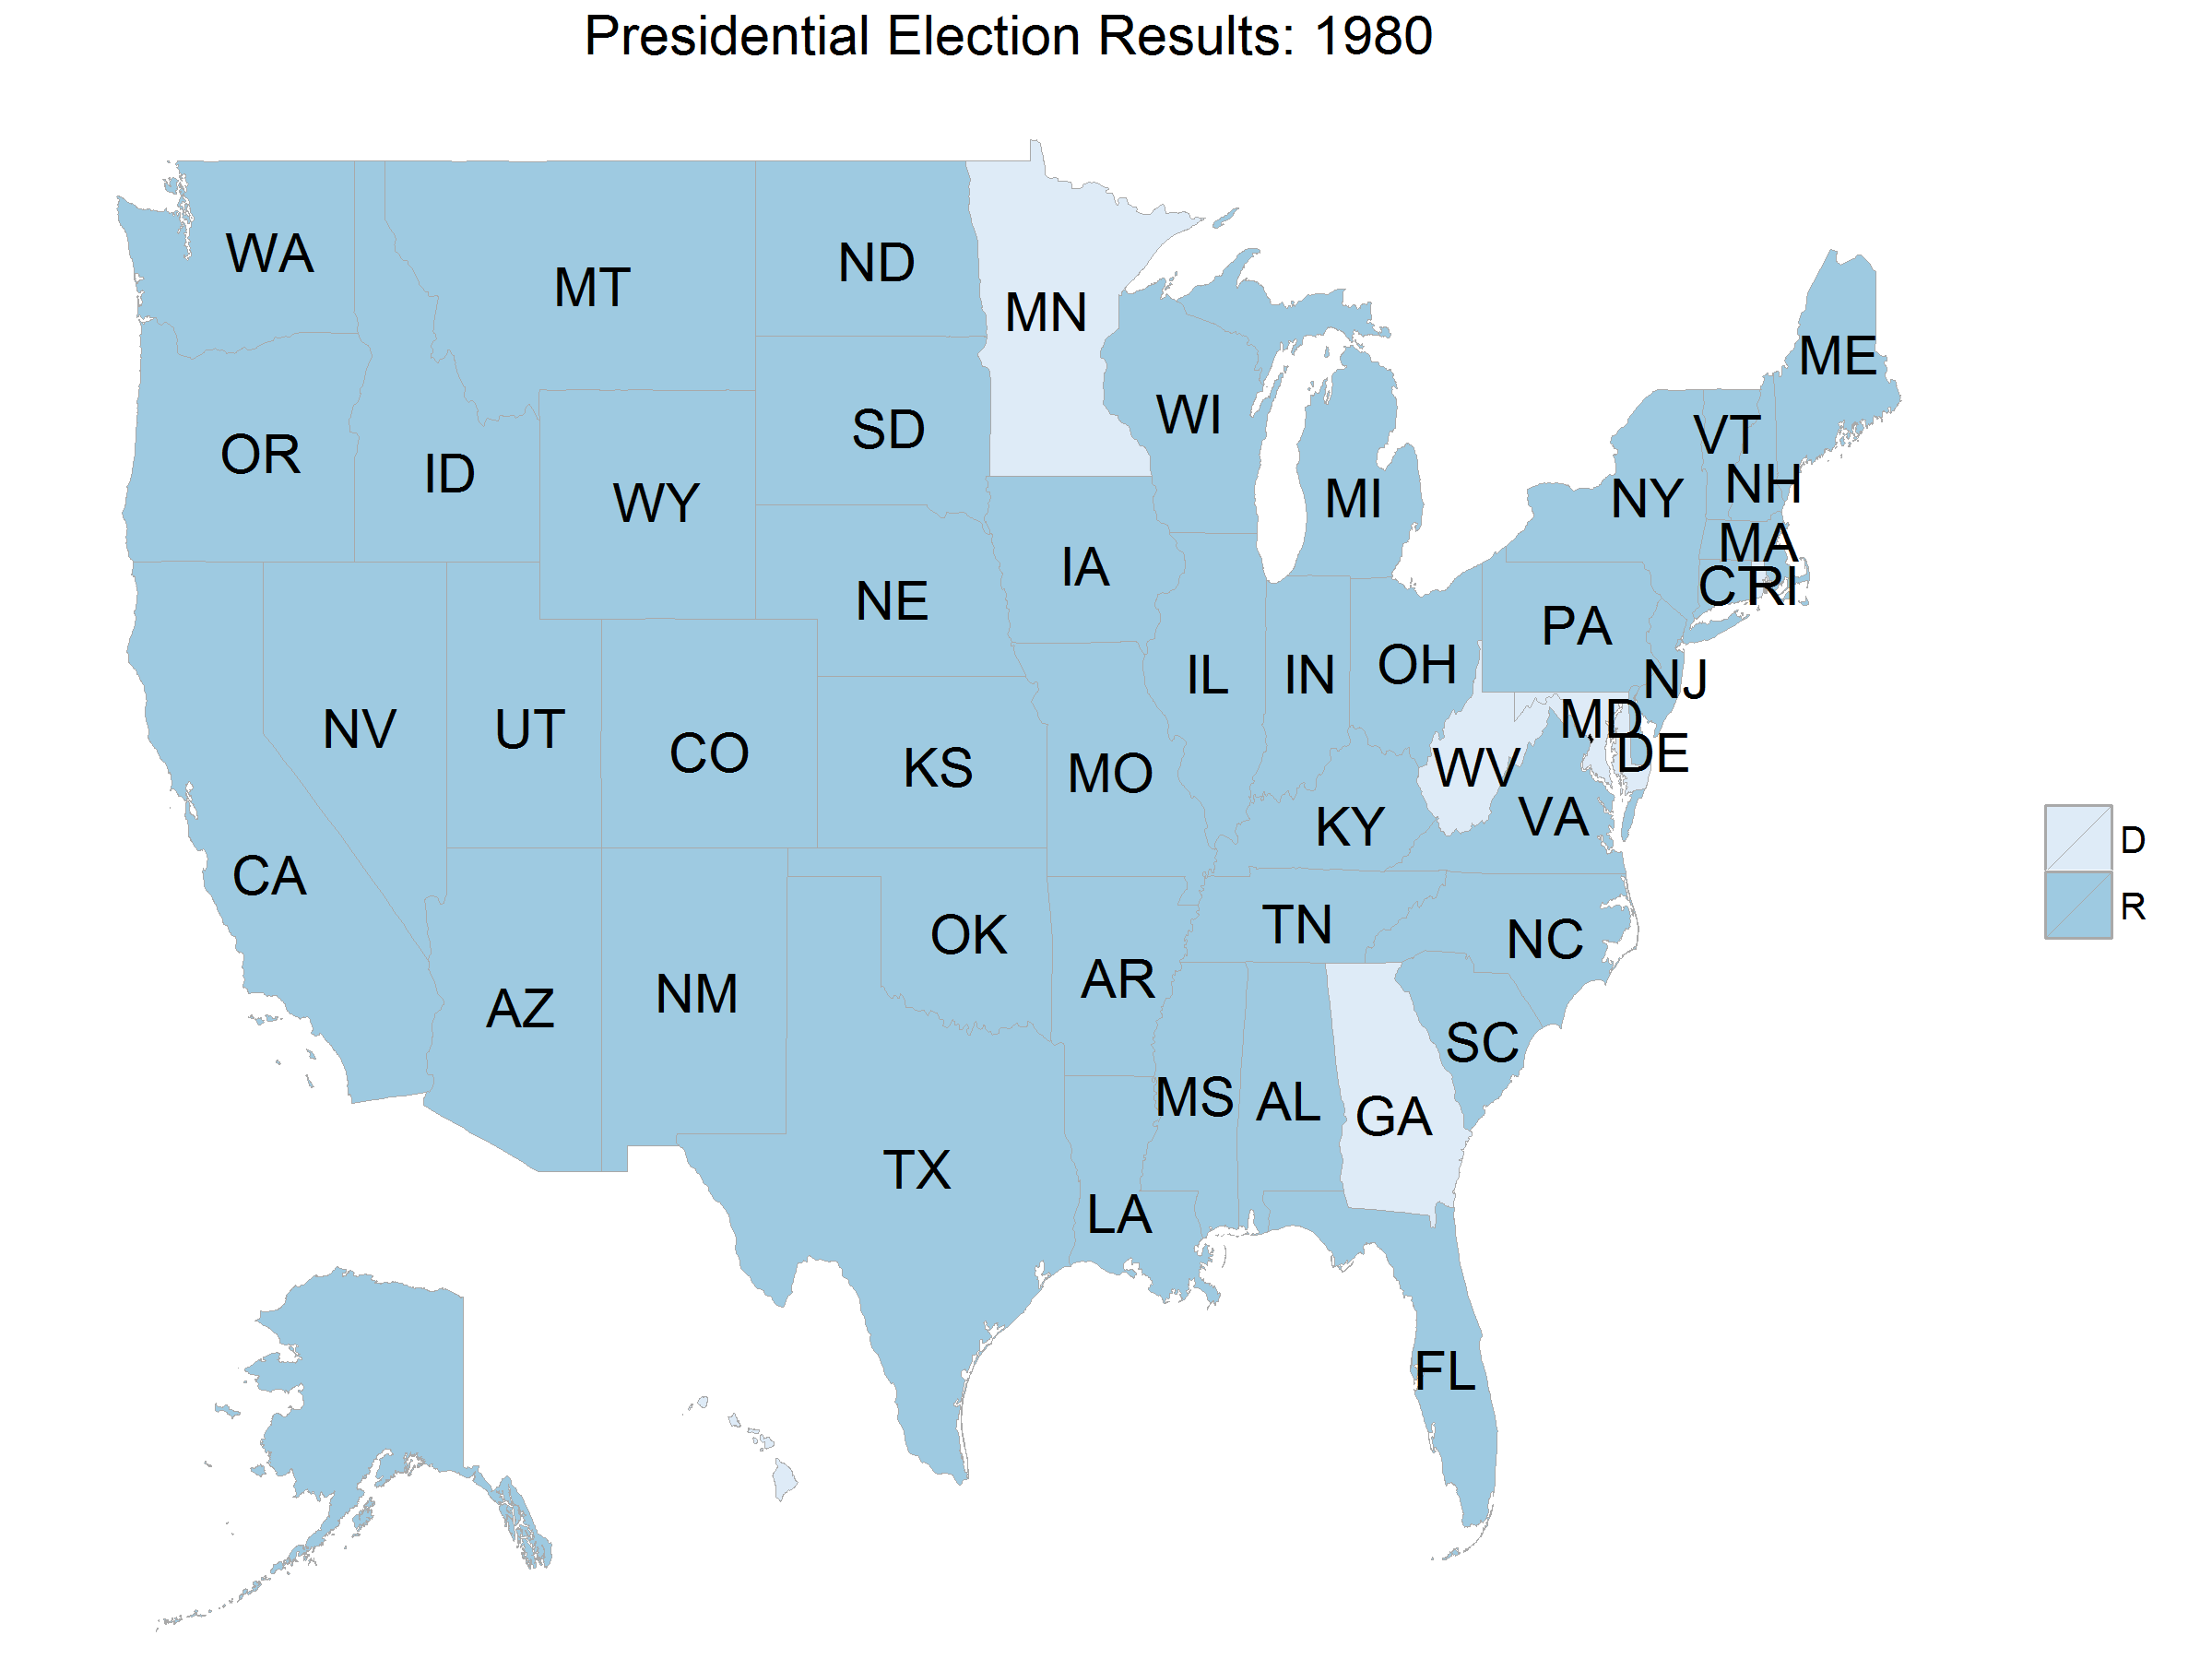 Presidential Election Results: 1980
WA
MT
ND
MN
ME
OR
ID
WY
SD
WI
MI
NY
VT
NH
MA
CT
RI
NE
IA
PA
NJ
NV
UT
CO
KS
MO
IL
IN
OH
MD
DE
WV
VA
KY
D
R
CA
AZ
NM
OK
AR
TN
NC
SC
MS
AL
GA
TX
LA
FL